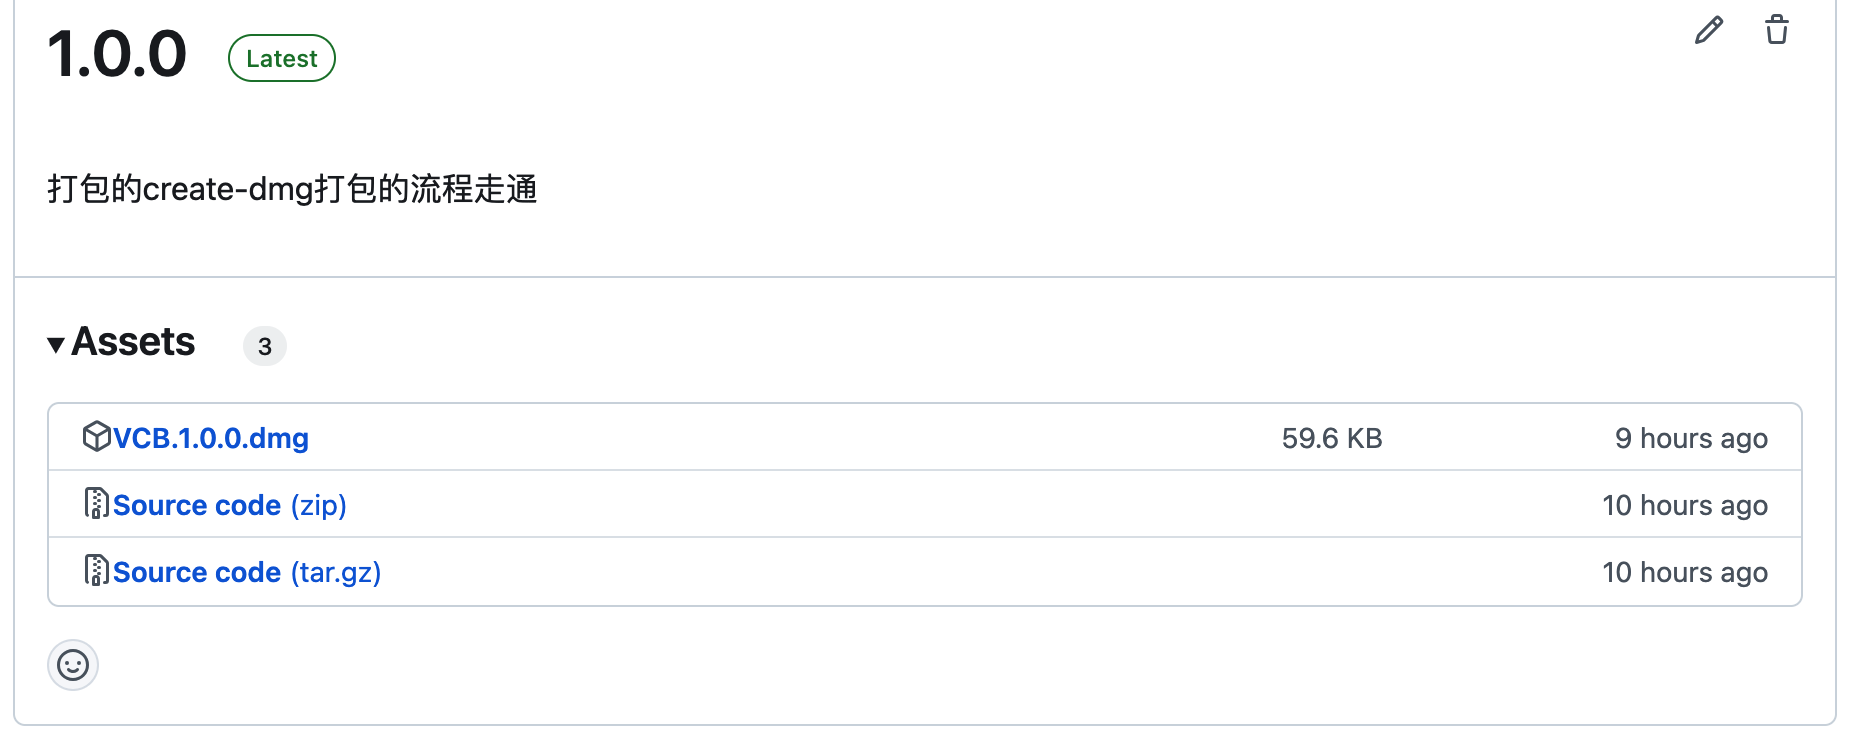 1.0.0 Latest
打包的create-dmg打包的流程走通
Assets 3
VCB.1.0.0.dmg 59.6 KB 9 hours ago
Source code (zip) 10 hours ago
Source code (tar.gz) 10 hours ago